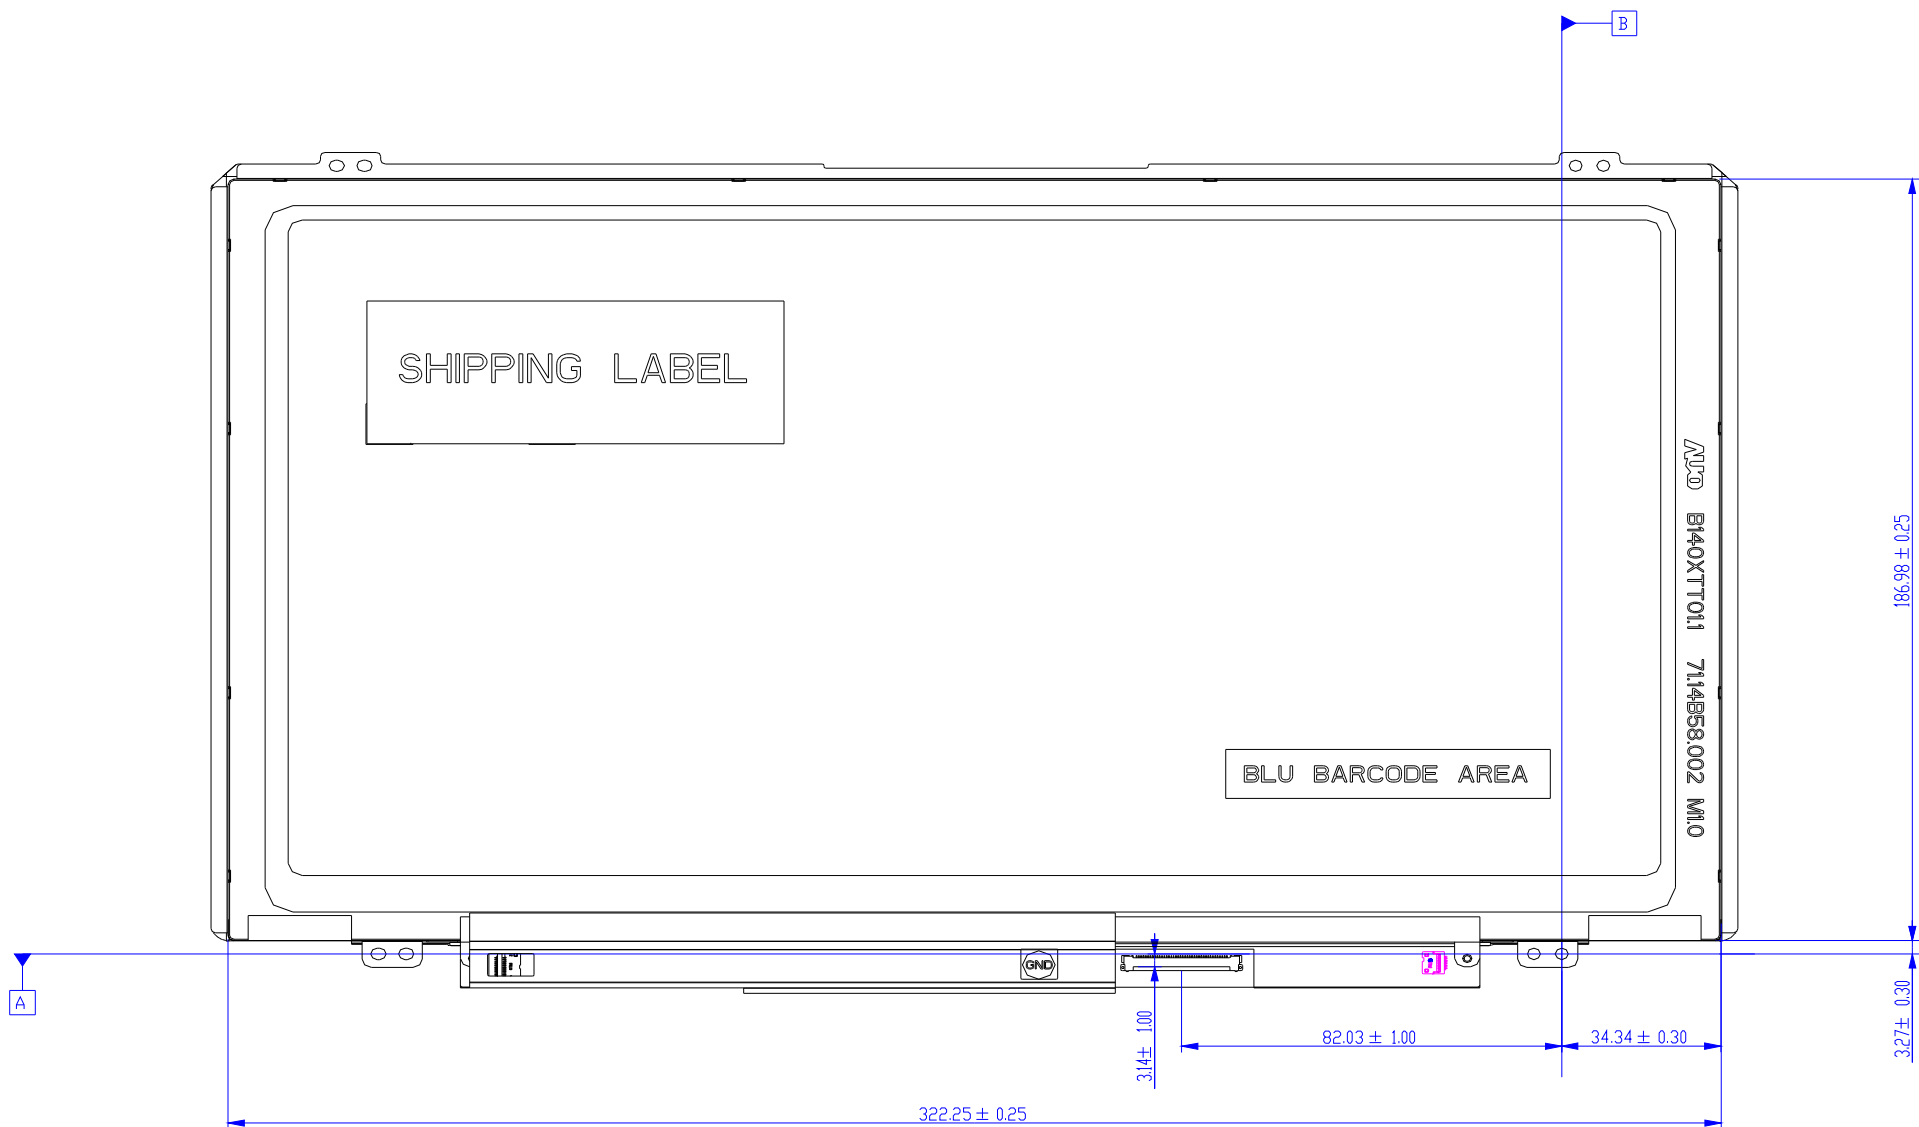 B
SHIPPING LABEL
AUO B140XTT01.1 71.14B58.002 M1.0
186.98 ± 0.25
BLU BARCODE AREA
GND
A
3.14± 1.00
82.03 ± 1.00
34.34 ± 0.30
3.27± 0.30
322.25 ± 0.25